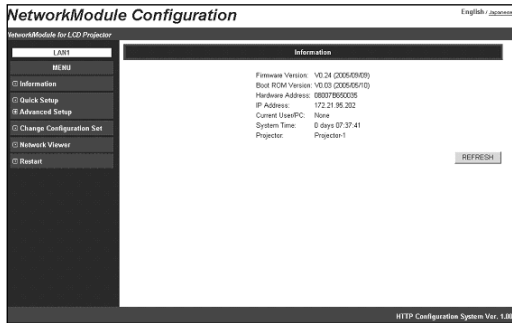 NetworkModule Configuration
English / Japanese
NetworkModule for LCD Projector
LAN1
MENU
Information
Quick Setup
Advanced Setup
Change Configuration Set
Network Viewer
Restart
Information
Firmware Version: V0.24 (2005/09/09)
Boot ROM Version: V0.03 (2005/05/10)
Hardware Address: 08007B650035
IP Address: 172.21.95.202
Current User/PC: None
System Time: 0 days 07:37:41
Projector: Projector-1
REFRESH
HTTP Configuration System Ver. 1.00